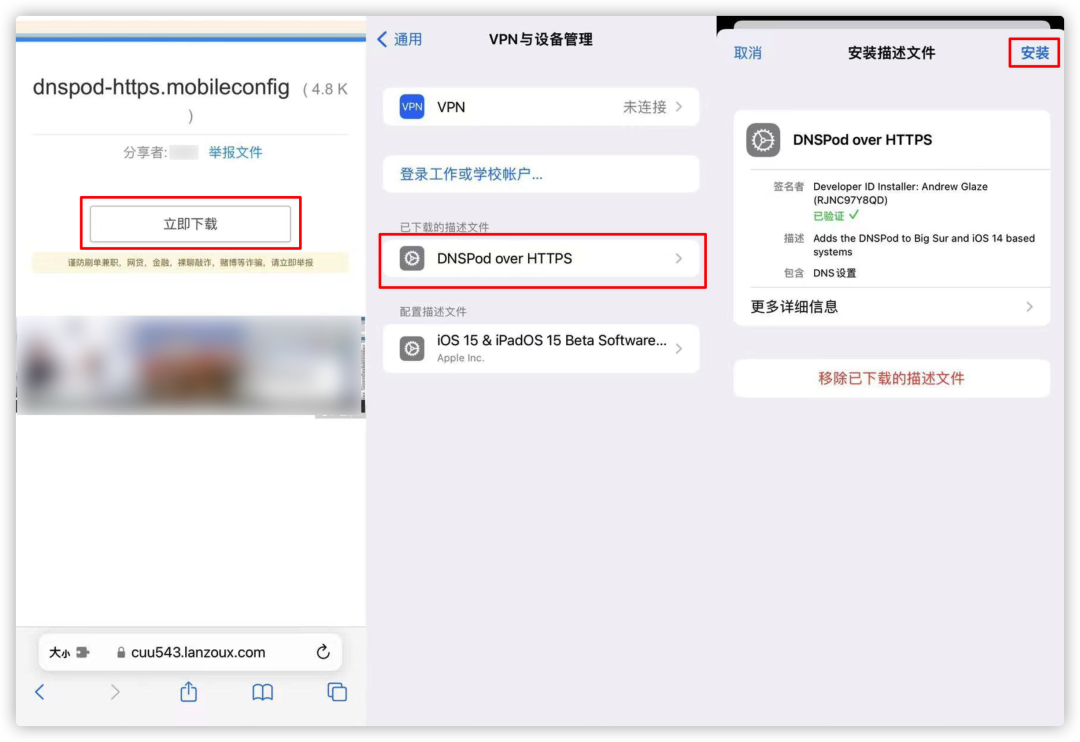 dnspod-https.mobileconfig （ 4.8 K
）
分享者: 举报文件
立即下载
谨防刷单兼职，网贷，金融，裸聊敲诈，赌博等诈骗，请立即举报
大小
cuu543.lanzoux.com
通用
VPN与设备管理
VPN
VPN
未连接
登录工作或学校帐户...
已下载的描述文件
DNSPod over HTTPS
配置描述文件
iOS 15 & iPadOS 15 Beta Software...
Apple Inc.
取消
安装描述文件
安装
DNSPod over HTTPS
签名者 Developer ID Installer: Andrew Glaze
(RJNC97Y8QD)
已验证 ✓
描述 Adds the DNSPod to Big Sur and iOS 14 based
systems
包含 DNS 设置
更多详细信息
移除已下载的描述文件